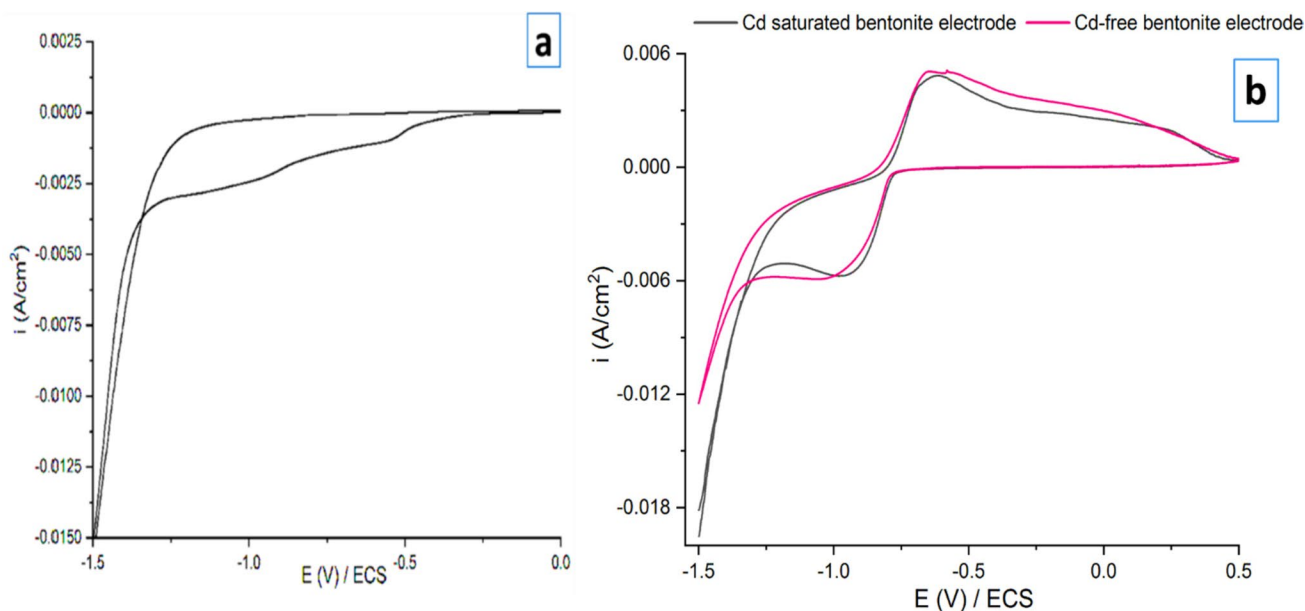 a
0.0025
0.0000
-0.0025
-0.0050
-0.0075
-0.0100
-0.0125
-0.0150
i (A/cm²)
-1.5
-1.0
-0.5
0.0
E (V) / ECS
Cd saturated bentonite electrode
Cd-free bentonite electrode
b
0.006
0.000
-0.006
-0.012
-0.018
i (A/cm²)
-1.5
-1.0
-0.5
0.0
0.5
E (V) / ECS